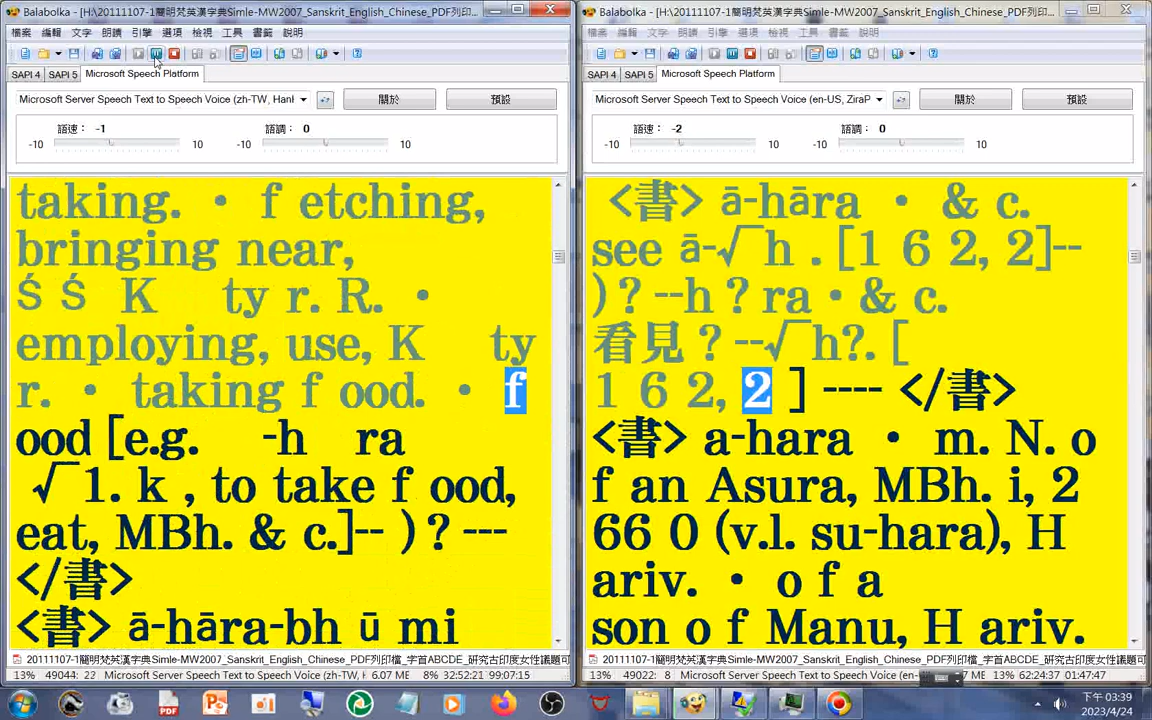 Balabolka - [H:\20111107-1簡明梵英漢字典Simle-MW2007_Sanskrit_English_Chinese_PDF列印檔_字首ABCDE_...
檔案 編輯 文字 朗讀 引擎 選項 檢視 工具 書籤 說明
SAPI 4 SAPI 5 Microsoft Speech Platform
Microsoft Server Speech Text to Speech Voice (zh-TW, HanH 關於 預設
語速： -1 語調： 0
-10 10 -10 10
taking. • f etching,
bringing near,
Ś Ś K ty r. R. •
employing, use, K ty
r. • taking f ood. • f
ood [e.g. -h ra
√1. k , to take f ood,
eat, MBh. & c.]-- ) ? ---
</書>
<書> ā-hāra-bh ū mi
20111107-1簡明梵英漢字典Simle-MW2007_Sanskrit_English_Chinese_PDF列印檔_字首ABCDE_研究古印度女性議題可
13% 49044: 22 Microsoft Server Speech Text to Speech Voice (zh-TW, H 6.07 MB 8% 32:52:21 99:07:15
Balabolka - [H:\20111107-1簡明梵英漢字典Simle-MW2007_Sanskrit_English_Chinese_PDF列印檔_字首ABCDE_...
檔案 編輯 文字 朗讀 引擎 選項 檢視 工具 書籤 說明
SAPI 4 SAPI 5 Microsoft Speech Platform
Microsoft Server Speech Text to Speech Voice (en-US, ZiraP 關於 預設
語速： -2 語調： 0
-10 10 -10 10
<書> ā-hāra • & c.
see ā-√ h . [1 6 2, 2]--
) ? --h ? ra • & c.
看見 ? --√ h?. [
1 6 2, 2 ] ---- </書>
<書> a-hara • m. N. o
f an Asura, MBh. i, 2
66 0 (v.l. su-hara), H
ariv. • o f a
son o f Manu, H ariv.
20111107-1簡明梵英漢字典Simle-MW2007_Sanskrit_English_Chinese_PDF列印檔_字首ABCDE_研究古印度女性議題可
13% 49022: 8 Microsoft Server Speech Text to Speech Voice 13% 62:24:37 01:47:47
下午 03:39
2023/4/24